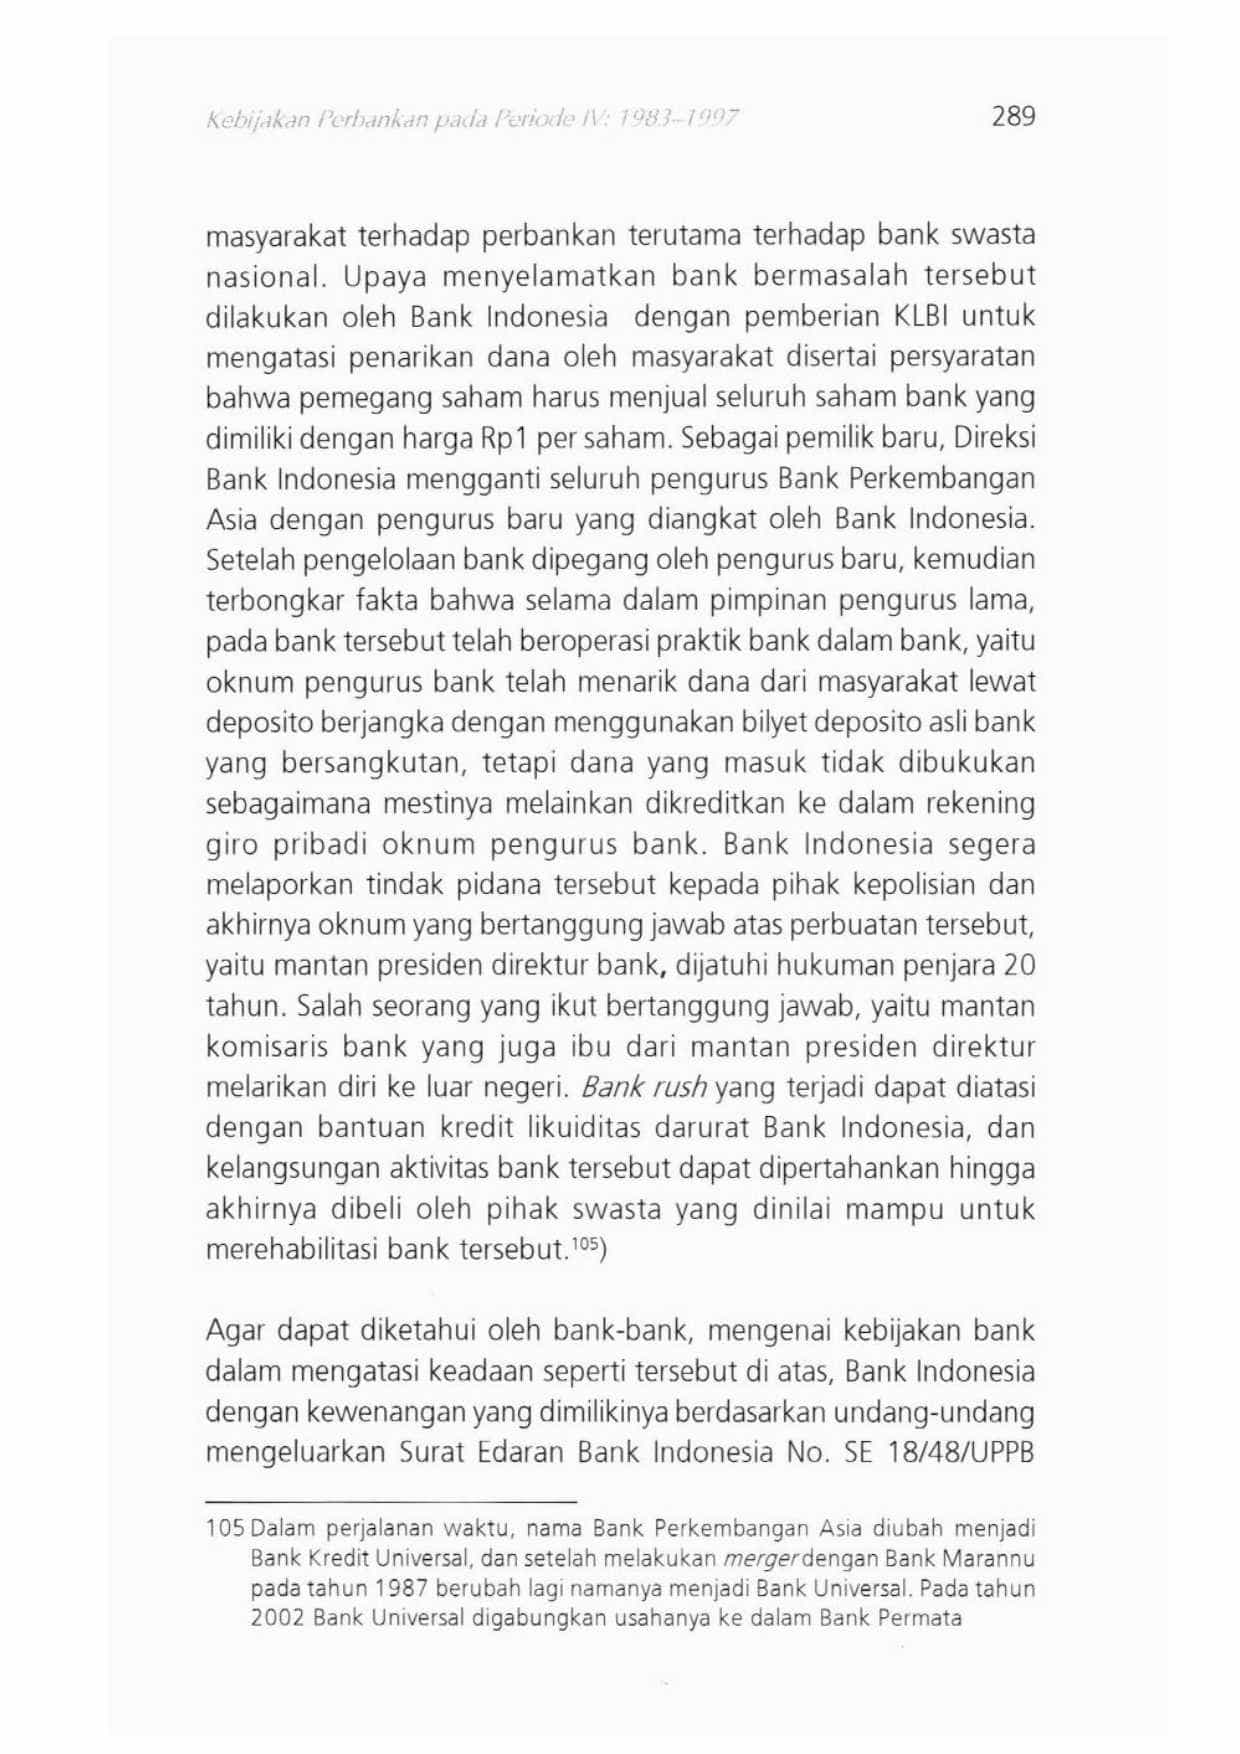 Kebijakan Perbankan pada Periode IV: 1983–1997 289
masyarakat terhadap perbankan terutama terhadap bank swasta
nasional. Upaya menyelamatkan bank bermasalah tersebut
dilakukan oleh Bank Indonesia dengan pemberian KLBI untuk
mengatasi penarikan dana oleh masyarakat disertai persyaratan
bahwa pemegang saham harus menjual seluruh saham bank yang
dimiliki dengan harga Rp1 per saham. Sebagai pemilik baru, Direksi
Bank Indonesia mengganti seluruh pengurus Bank Perkembangan
Asia dengan pengurus baru yang diangkat oleh Bank Indonesia.
Setelah pengelolaan bank dipegang oleh pengurus baru, kemudian
terbongkar fakta bahwa selama dalam pimpinan pengurus lama,
pada bank tersebut telah beroperasi praktik bank dalam bank, yaitu
oknum pengurus bank telah menarik dana dari masyarakat lewat
deposito berjangka dengan menggunakan bilyet deposito asli bank
yang bersangkutan, tetapi dana yang masuk tidak dibukukan
sebagaimana mestinya melainkan dikreditkan ke dalam rekening
giro pribadi oknum pengurus bank. Bank Indonesia segera
melaporkan tindak pidana tersebut kepada pihak kepolisian dan
akhirnya oknum yang bertanggung jawab atas perbuatan tersebut,
yaitu mantan presiden direktur bank, dijatuhi hukuman penjara 20
tahun. Salah seorang yang ikut bertanggung jawab, yaitu mantan
komisaris bank yang juga ibu dari mantan presiden direktur
melarikan diri ke luar negeri. Bank rush yang terjadi dapat diatasi
dengan bantuan kredit likuiditas darurat Bank Indonesia, dan
kelangsungan aktivitas bank tersebut dapat dipertahankan hingga
akhirnya dibeli oleh pihak swasta yang dinilai mampu untuk
merehabilitasi bank tersebut.¹⁰⁵)
Agar dapat diketahui oleh bank-bank, mengenai kebijakan bank
dalam mengatasi keadaan seperti tersebut di atas, Bank Indonesia
dengan kewenangan yang dimilikinya berdasarkan undang-undang
mengeluarkan Surat Edaran Bank Indonesia No. SE 18/48/UPPB
105 Dalam perjalanan waktu, nama Bank Perkembangan Asia diubah menjadi
Bank Kredit Universal, dan setelah melakukan merger dengan Bank Marannu
pada tahun 1987 berubah lagi namanya menjadi Bank Universal. Pada tahun
2002 Bank Universal digabungkan usahanya ke dalam Bank Permata